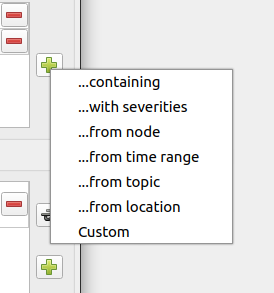 ...containing
...with severities
...from node
...from time range
...from topic
...from location
Custom